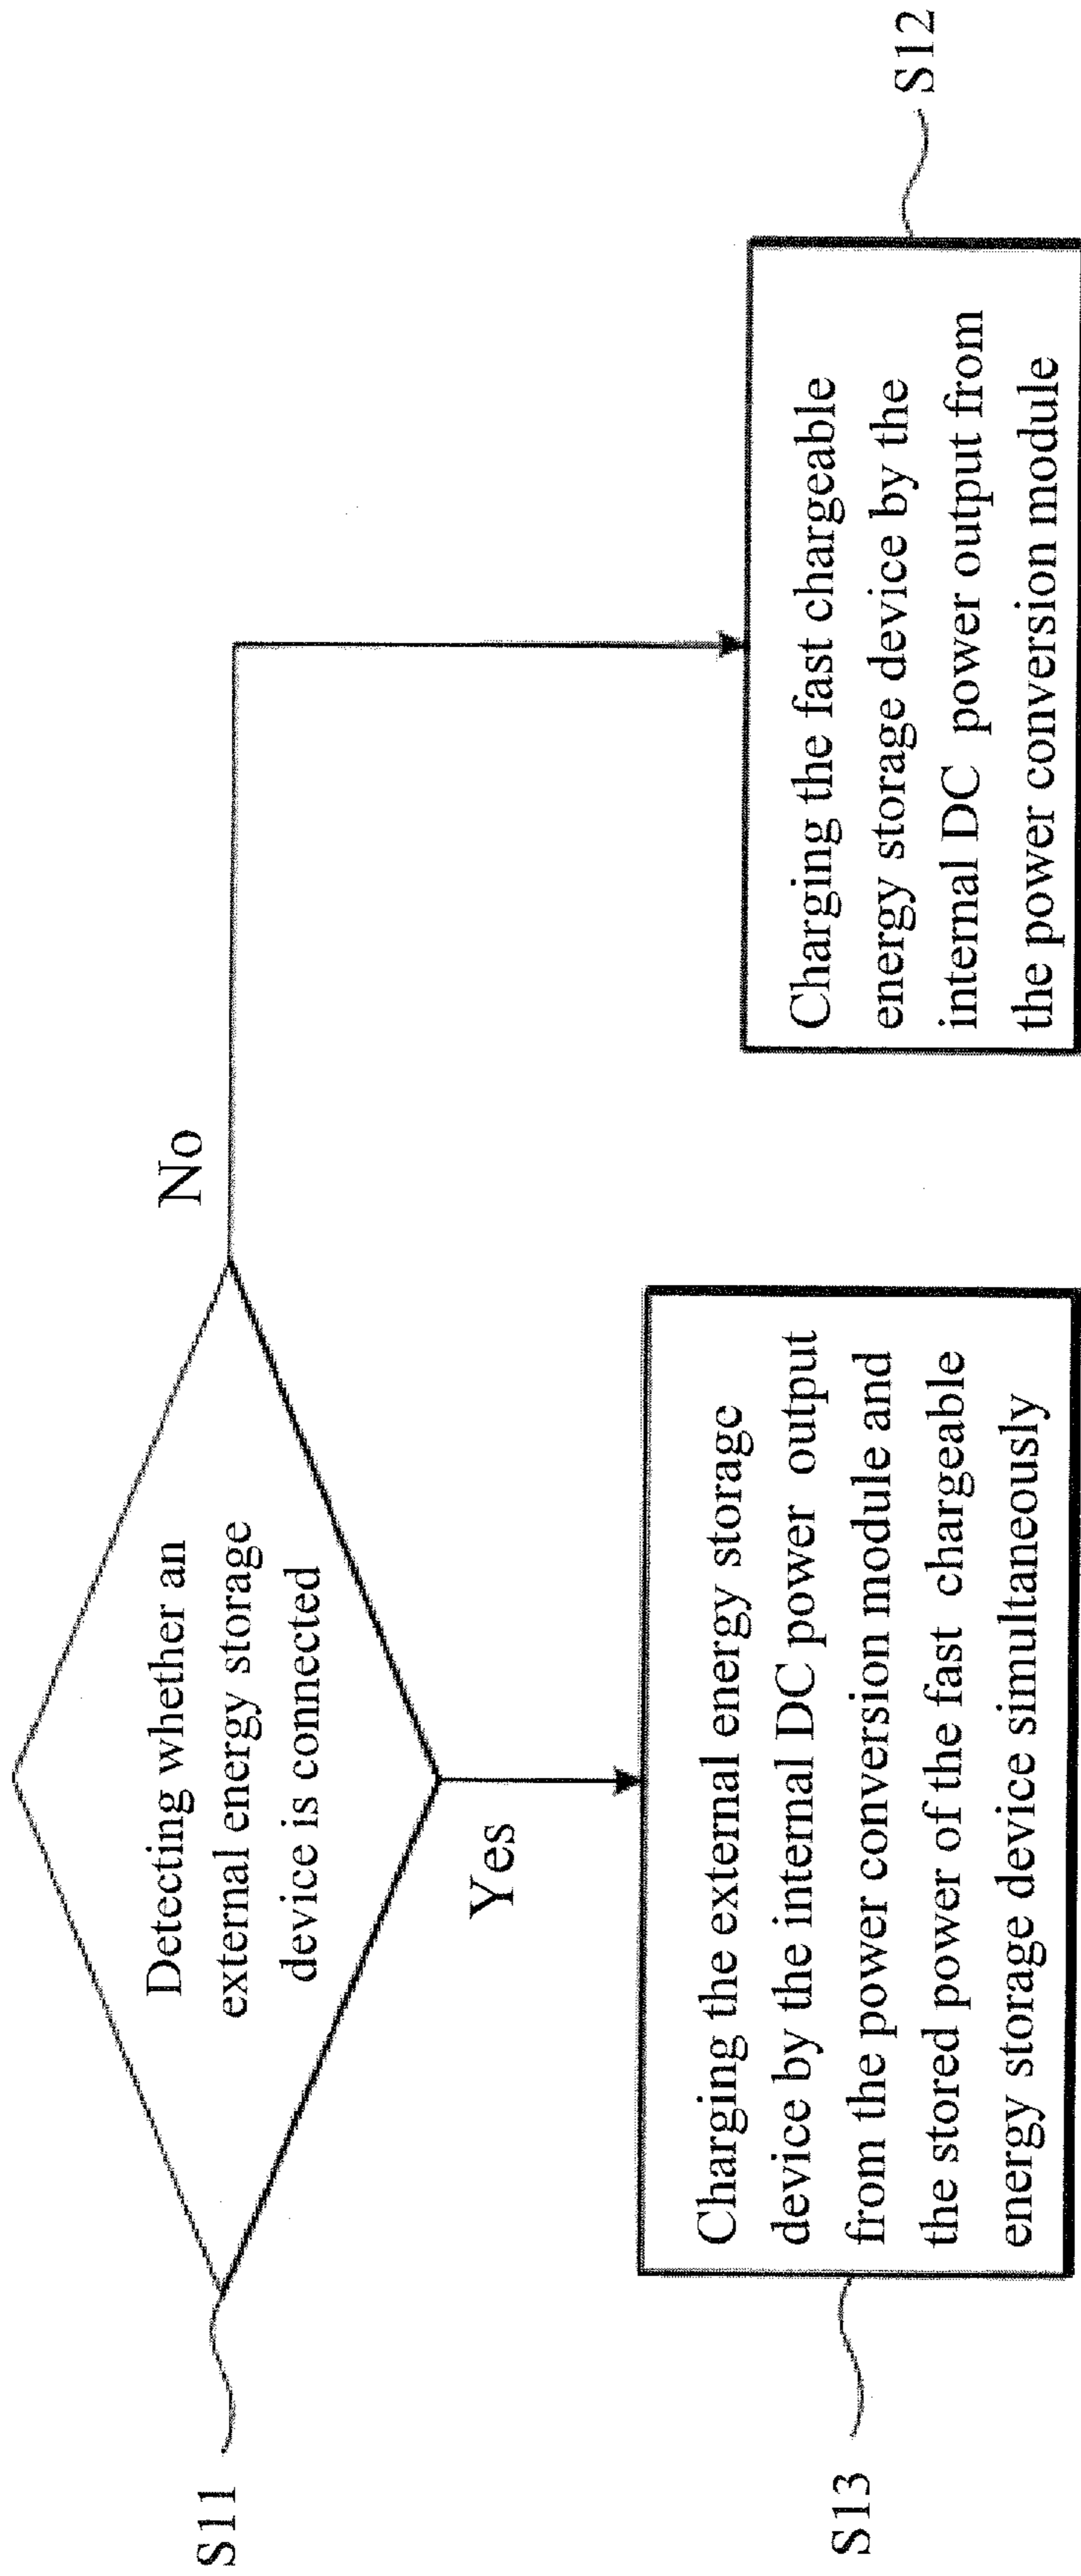 S11
Detecting whether an
external energy storage
device is connected
No
Yes
S13
Charging the external energy storage
device by the internal DC power output
from the power conversion module and
the stored power of the fast chargeable
energy storage device simultaneously
Charging the fast chargeable
energy storage device by the
internal DC power output from
the power conversion module
S12